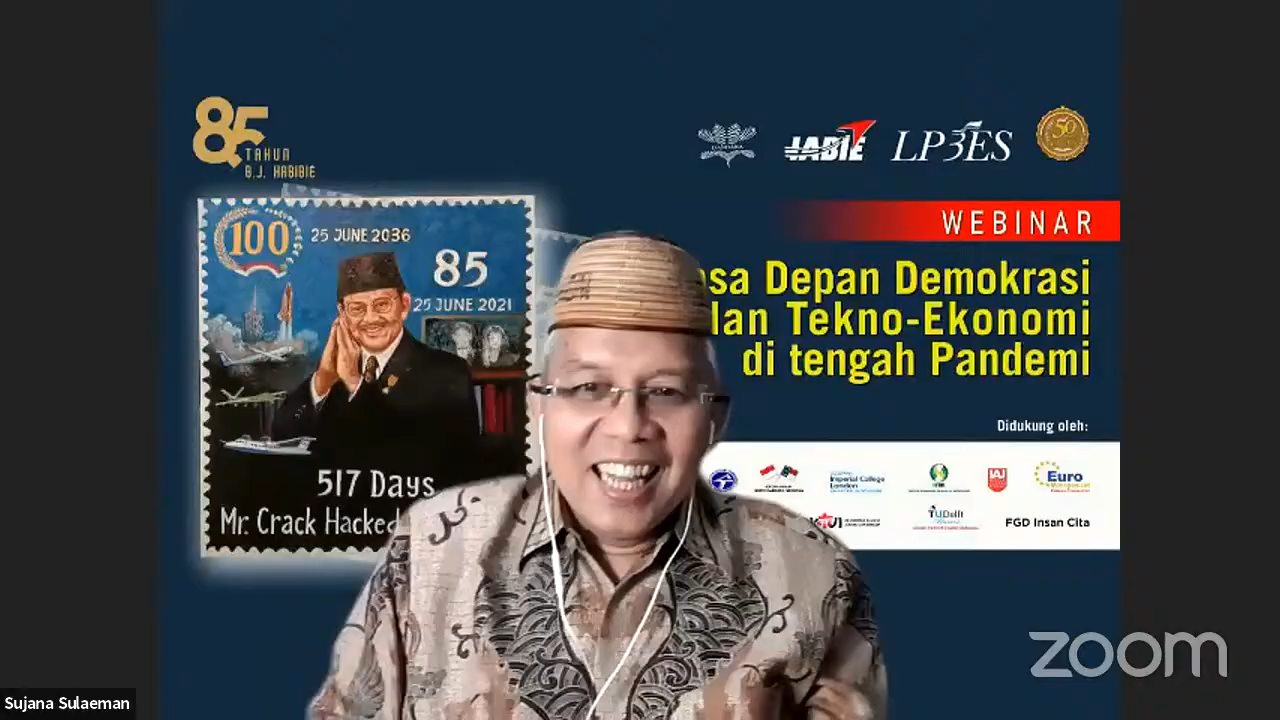 85
TAHUN
B.J. HABIBIE
JABIE
LP3ES
50
WEBINAR
100
25 JUNE 2036
85
25 JUNE 2021
517 Days
Mr. Crack Hacked
Depan Demokrasi
Tekno-Ekonomi
di tengah Pandemi
Didukung oleh:
Imperial College
London
IAJ
Euro
TUDelft
FGD Insan Cita
zoom
Sujana Sulaeman